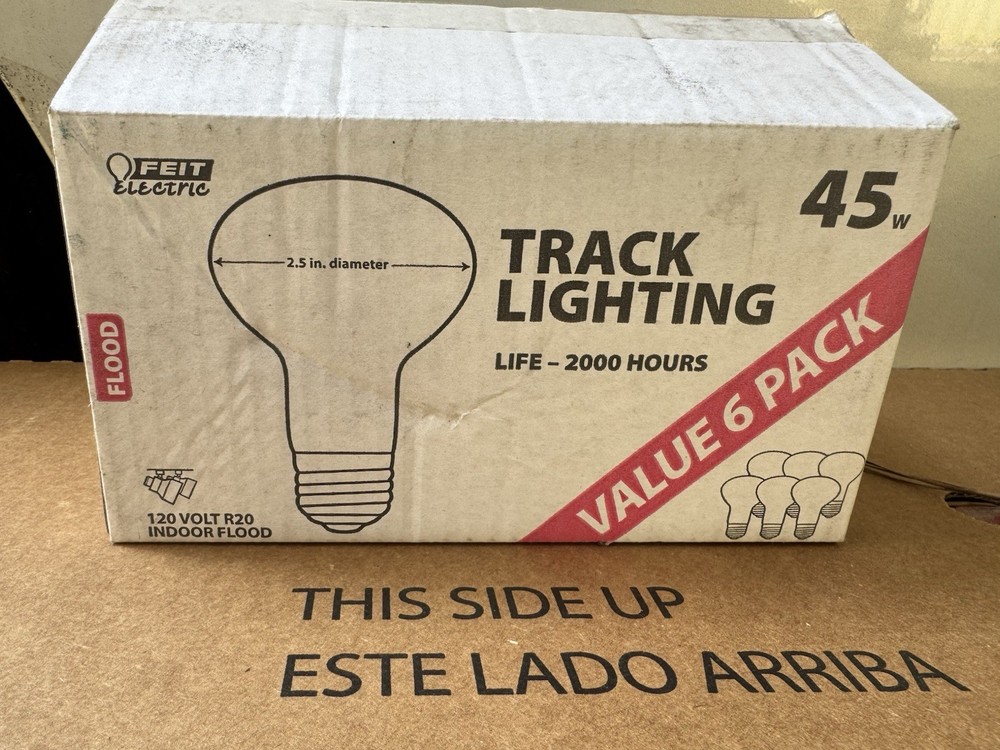 FEIT
Electric
45W
2.5 in. diameter
TRACK
LIGHTING
LIFE – 2000 HOURS
FLOOD
VALUE 6 PACK
120 VOLT R20
INDOOR FLOOD
THIS SIDE UP
ESTE LADO ARRIBA